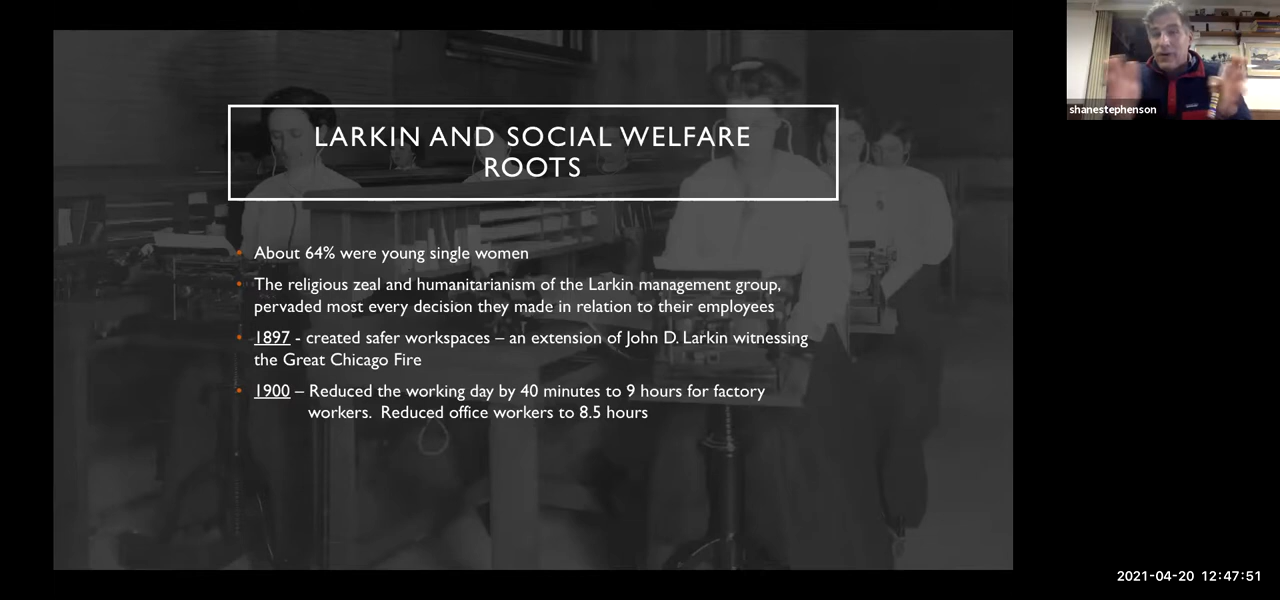 LARKIN AND SOCIAL WELFARE
ROOTS
• About 64% were young single women
• The religious zeal and humanitarianism of the Larkin management group,
pervaded most every decision they made in relation to their employees
• 1897 - created safer workspaces – an extension of John D. Larkin witnessing
the Great Chicago Fire
• 1900 – Reduced the working day by 40 minutes to 9 hours for factory
workers. Reduced office workers to 8.5 hours
shanestephenson
2021-04-20 12:47:51